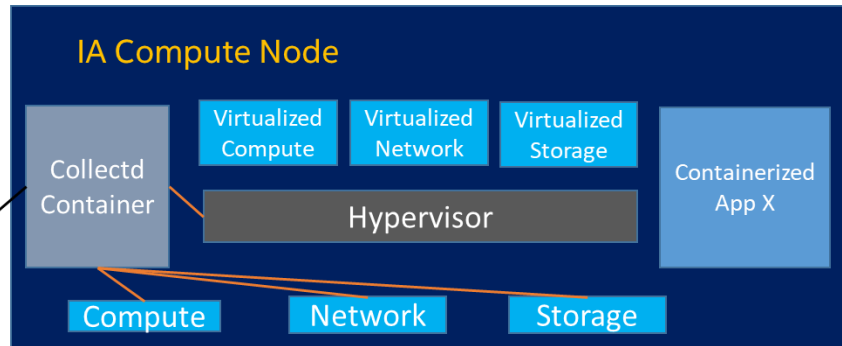 IA Compute Node
Collectd
Container
Virtualized
Compute
Virtualized
Network
Virtualized
Storage
Hypervisor
Containerized
App X
Compute
Network
Storage